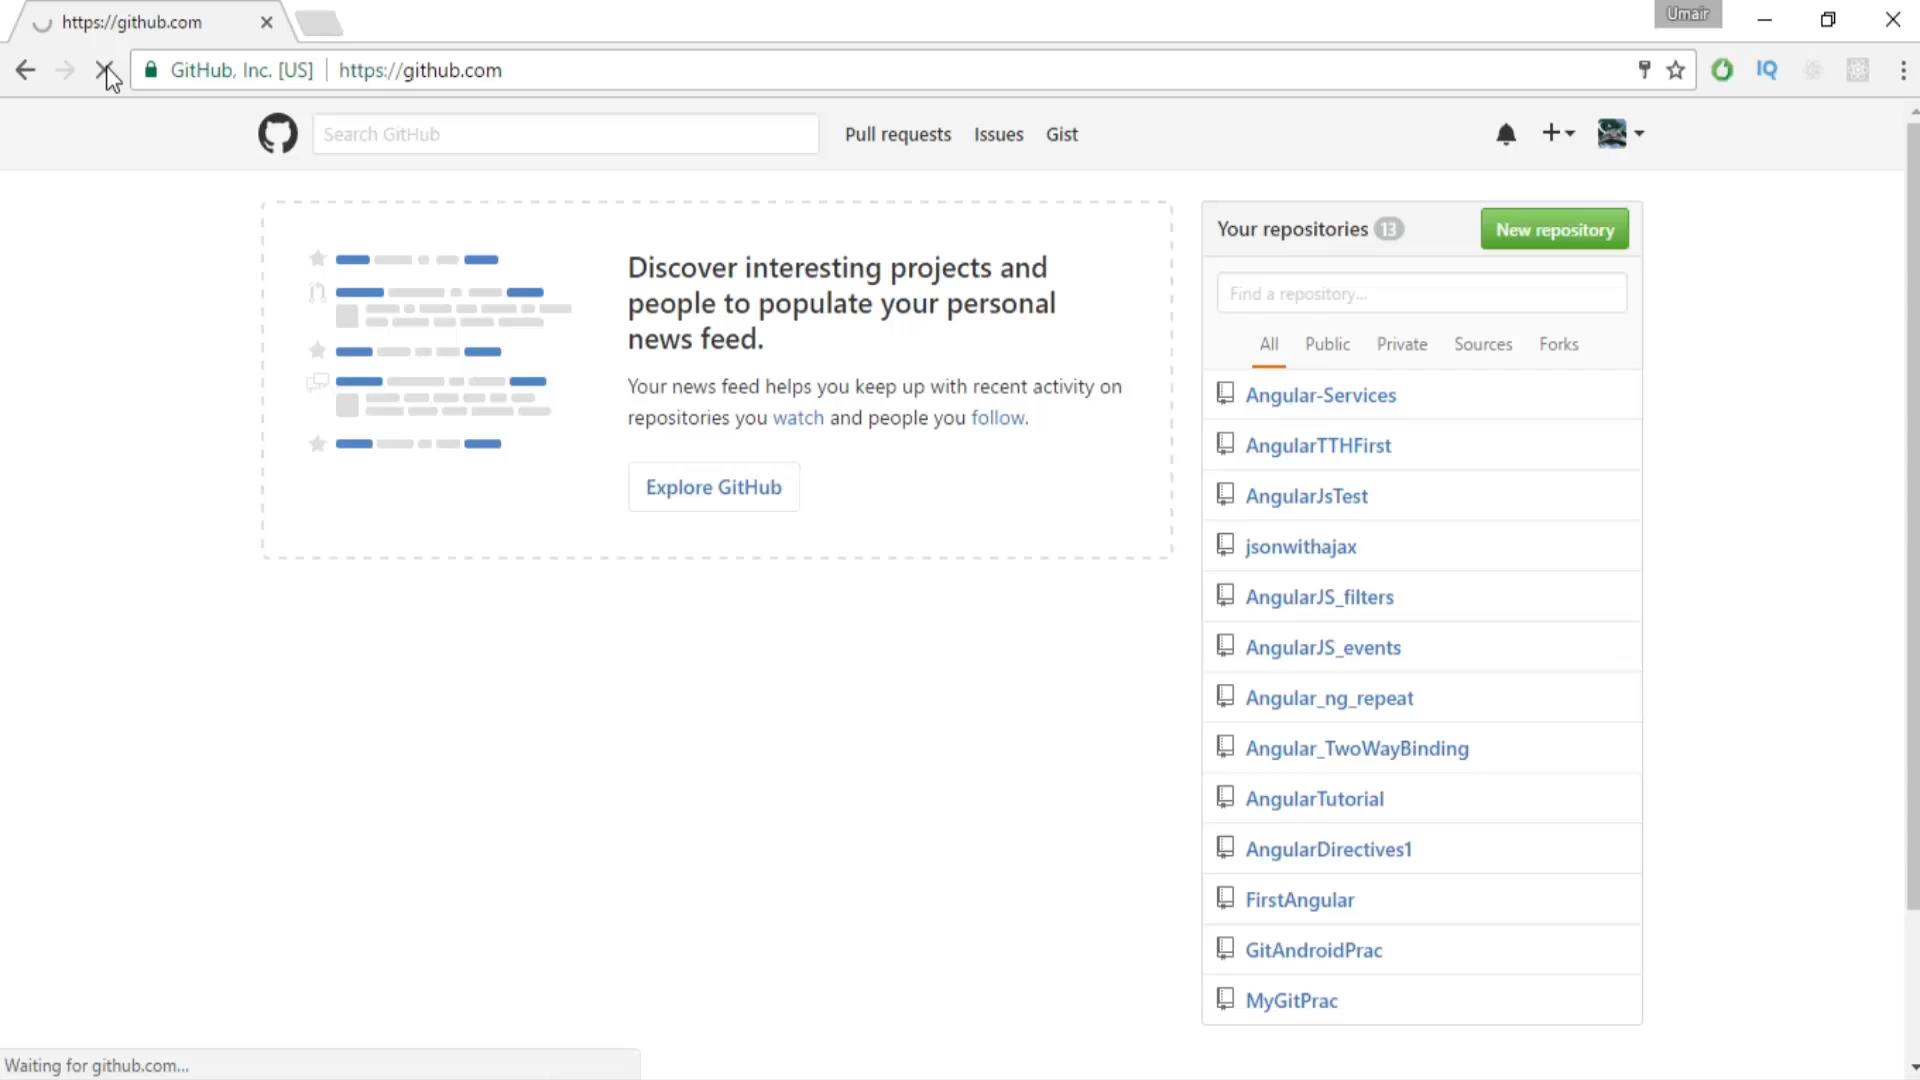 https://github.com
Umair
GitHub, Inc. [US] https://github.com
IQ
Search GitHub
Pull requests Issues Gist
Discover interesting projects and
people to populate your personal
news feed.
Your news feed helps you keep up with recent activity on
repositories you watch and people you follow.
Explore GitHub
Your repositories 13
New repository
Find a repository...
All Public Private Sources Forks
Angular-Services
AngularTTHFirst
AngularJsTest
jsonwithajax
AngularJS_filters
AngularJS_events
Angular_ng_repeat
Angular_TwoWayBinding
AngularTutorial
AngularDirectives1
FirstAngular
GitAndroidPrac
MyGitPrac
Waiting for github.com...